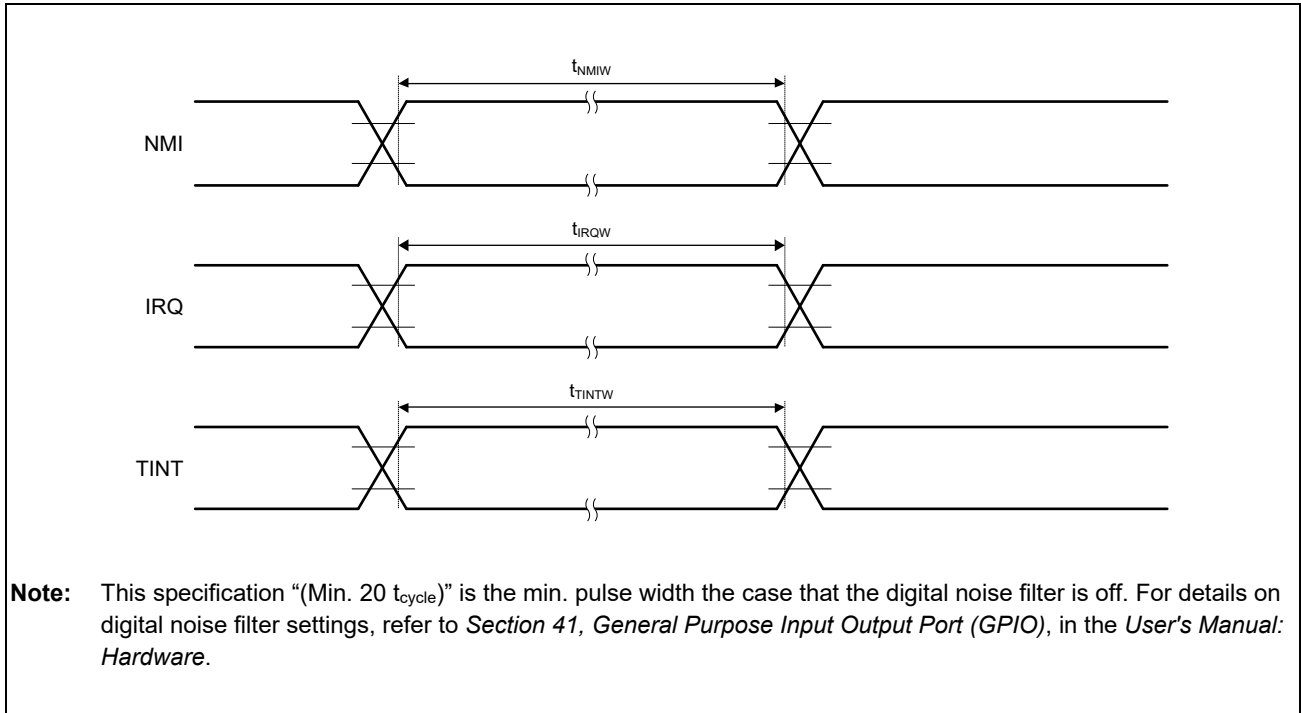 tNMIW
NMI
tIRQW
IRQ
tTINTW
TINT
Note: This specification “(Min. 20 tcycle)” is the min. pulse width the case that the digital noise filter is off. For details on
digital noise filter settings, refer to Section 41, General Purpose Input Output Port (GPIO), in the User's Manual:
Hardware.